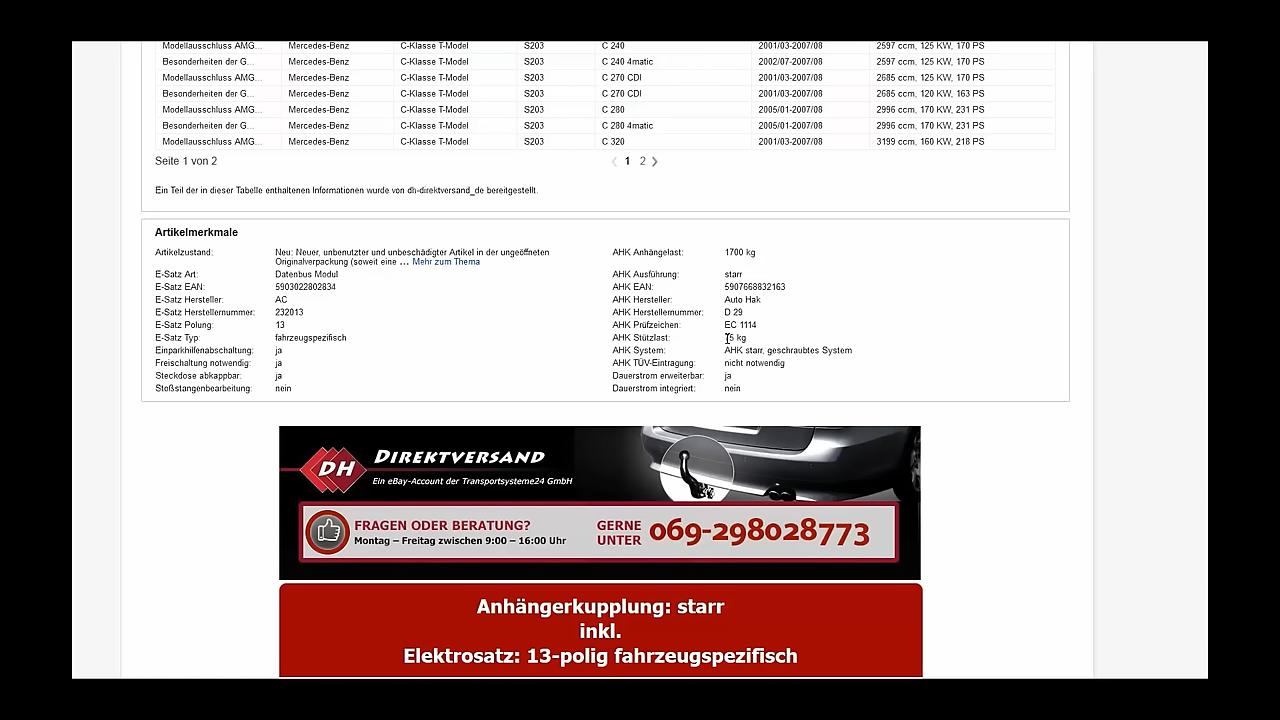 Modellausschluss AMG... Mercedes-Benz C-Klasse T-Model S203 C 240 2001/03-2007/08 2597 ccm, 125 KW, 170 PS
Besonderheiten der G... Mercedes-Benz C-Klasse T-Model S203 C 240 4matic 2002/07-2007/08 2597 ccm, 125 KW, 170 PS
Modellausschluss AMG... Mercedes-Benz C-Klasse T-Model S203 C 270 CDI 2001/03-2007/08 2685 ccm, 125 KW, 170 PS
Besonderheiten der G... Mercedes-Benz C-Klasse T-Model S203 C 270 CDI 2001/03-2007/08 2685 ccm, 120 KW, 163 PS
Modellausschluss AMG... Mercedes-Benz C-Klasse T-Model S203 C 280 2005/01-2007/08 2996 ccm, 170 KW, 231 PS
Besonderheiten der G... Mercedes-Benz C-Klasse T-Model S203 C 280 4matic 2005/01-2007/08 2996 ccm, 170 KW, 231 PS
Modellausschluss AMG... Mercedes-Benz C-Klasse T-Model S203 C 320 2001/03-2007/08 3199 ccm, 160 KW, 218 PS
Seite 1 von 2 1 2
Ein Teil der in dieser Tabelle enthaltenen Informationen wurde von dh-direktversand_de bereitgestellt.
Artikelmerkmale
Artikelzustand: Neu: Neuer, unbenutzter und unbeschädigter Artikel in der ungeöffneten AHK Anhängelast: 1700 kg
Originalverpackung (soweit eine ... Mehr zum Thema
E-Satz Art: Datenbus Modul AHK Ausführung: starr
E-Satz EAN: 5903022802834 AHK EAN: 5907668832163
E-Satz Hersteller: AC AHK Hersteller: Auto Hak
E-Satz Herstellernummer: 232013 AHK Herstellernummer: D 29
E-Satz Polung: 13 AHK Prüfzeichen: EC 1114
E-Satz Typ: fahrzeugspezifisch AHK Stützlast: kg
Einparkhilfenabschaltung: ja AHK System: AHK starr, geschraubtes System
Freischaltung notwendig: ja AHK TÜV-Eintragung: nicht notwendig
Steckdose abkappbar: ja Dauerstrom erweiterbar: ja
Stoßstangenbearbeitung: nein Dauerstrom integriert: nein
DH DIREKTVERSAND
Ein eBay-Account der Transportsysteme24 GmbH
FRAGEN ODER BERATUNG? GERNE UNTER 069-298028773
Montag – Freitag zwischen 9:00 – 16:00 Uhr
Anhängerkupplung: starr
inkl.
Elektrosatz: 13-polig fahrzeugspezifisch